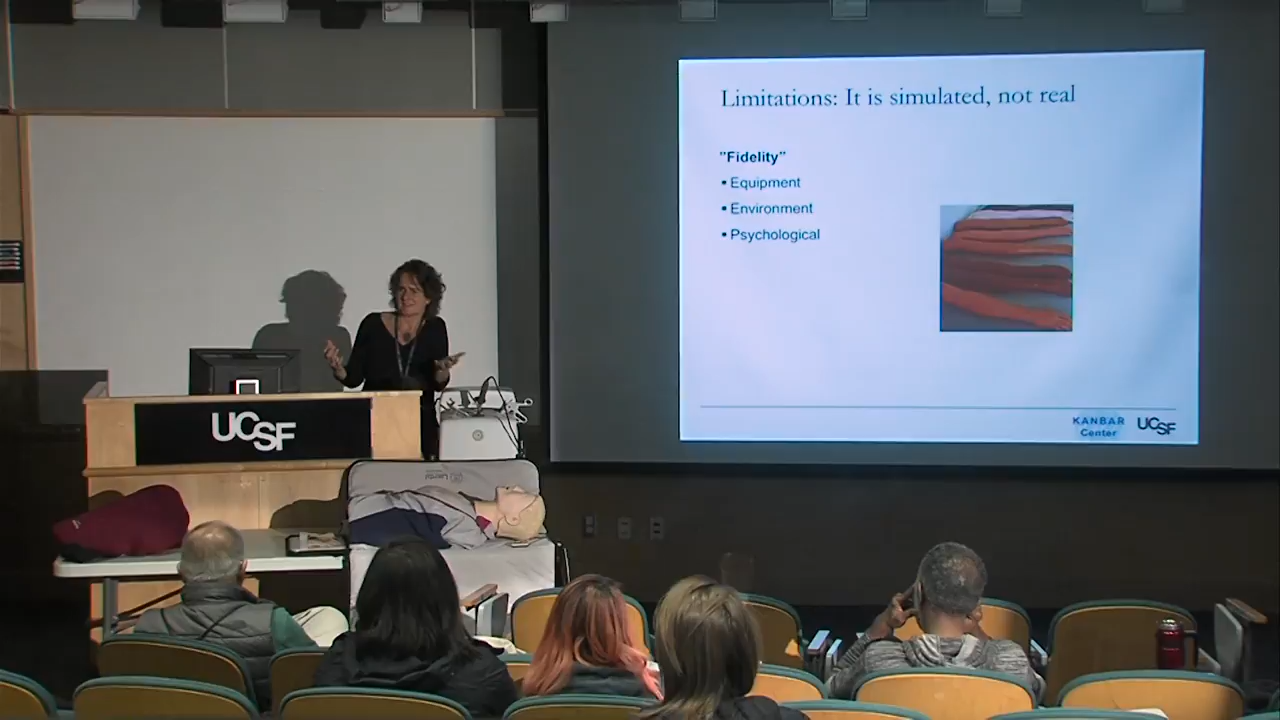 Limitations: It is simulated, not real
"Fidelity"
▪ Equipment
▪ Environment
▪ Psychological
KANBAR
Center
UCSF
UCSF